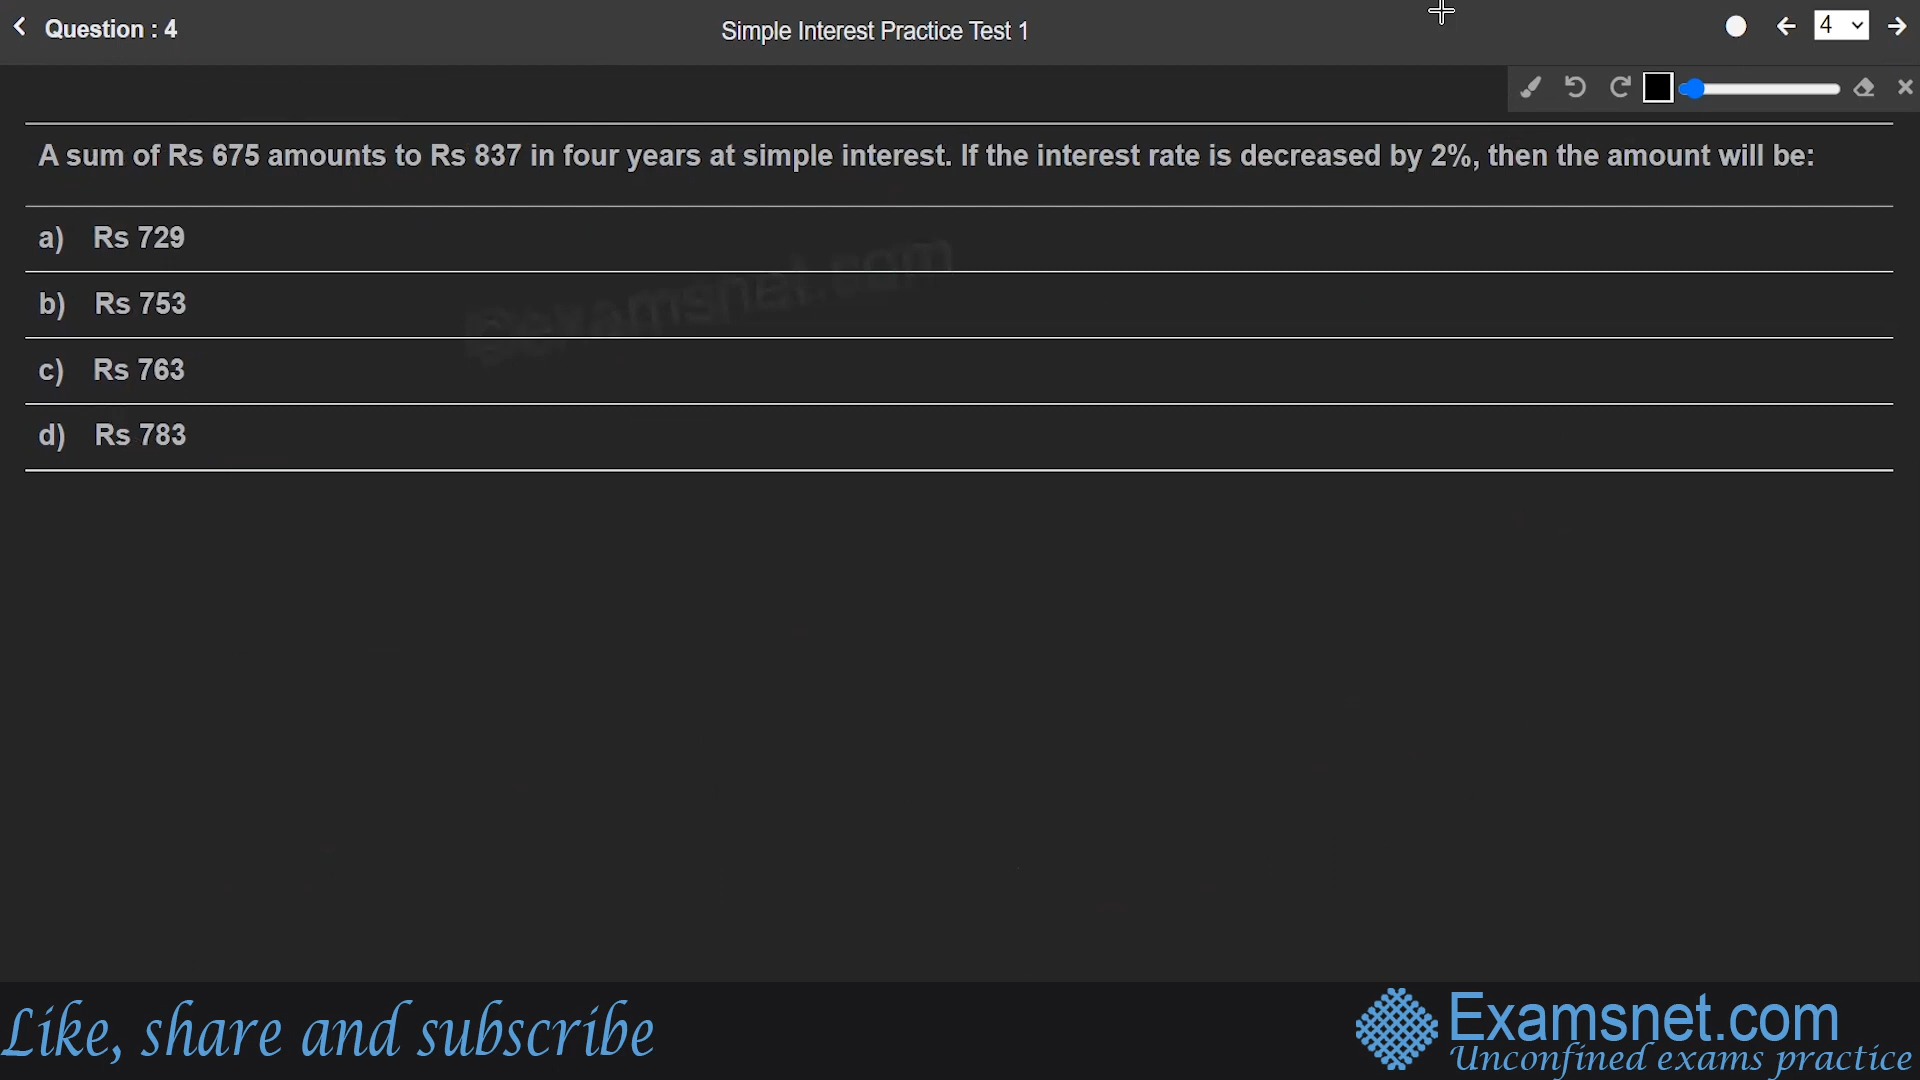 Question : 4
Simple Interest Practice Test 1
4
A sum of Rs 675 amounts to Rs 837 in four years at simple interest. If the interest rate is decreased by 2%, then the amount will be:
a) Rs 729
b) Rs 753
c) Rs 763
d) Rs 783
©examsnet.com
Like, share and subscribe
Examsnet.com
Unconfined exams practice